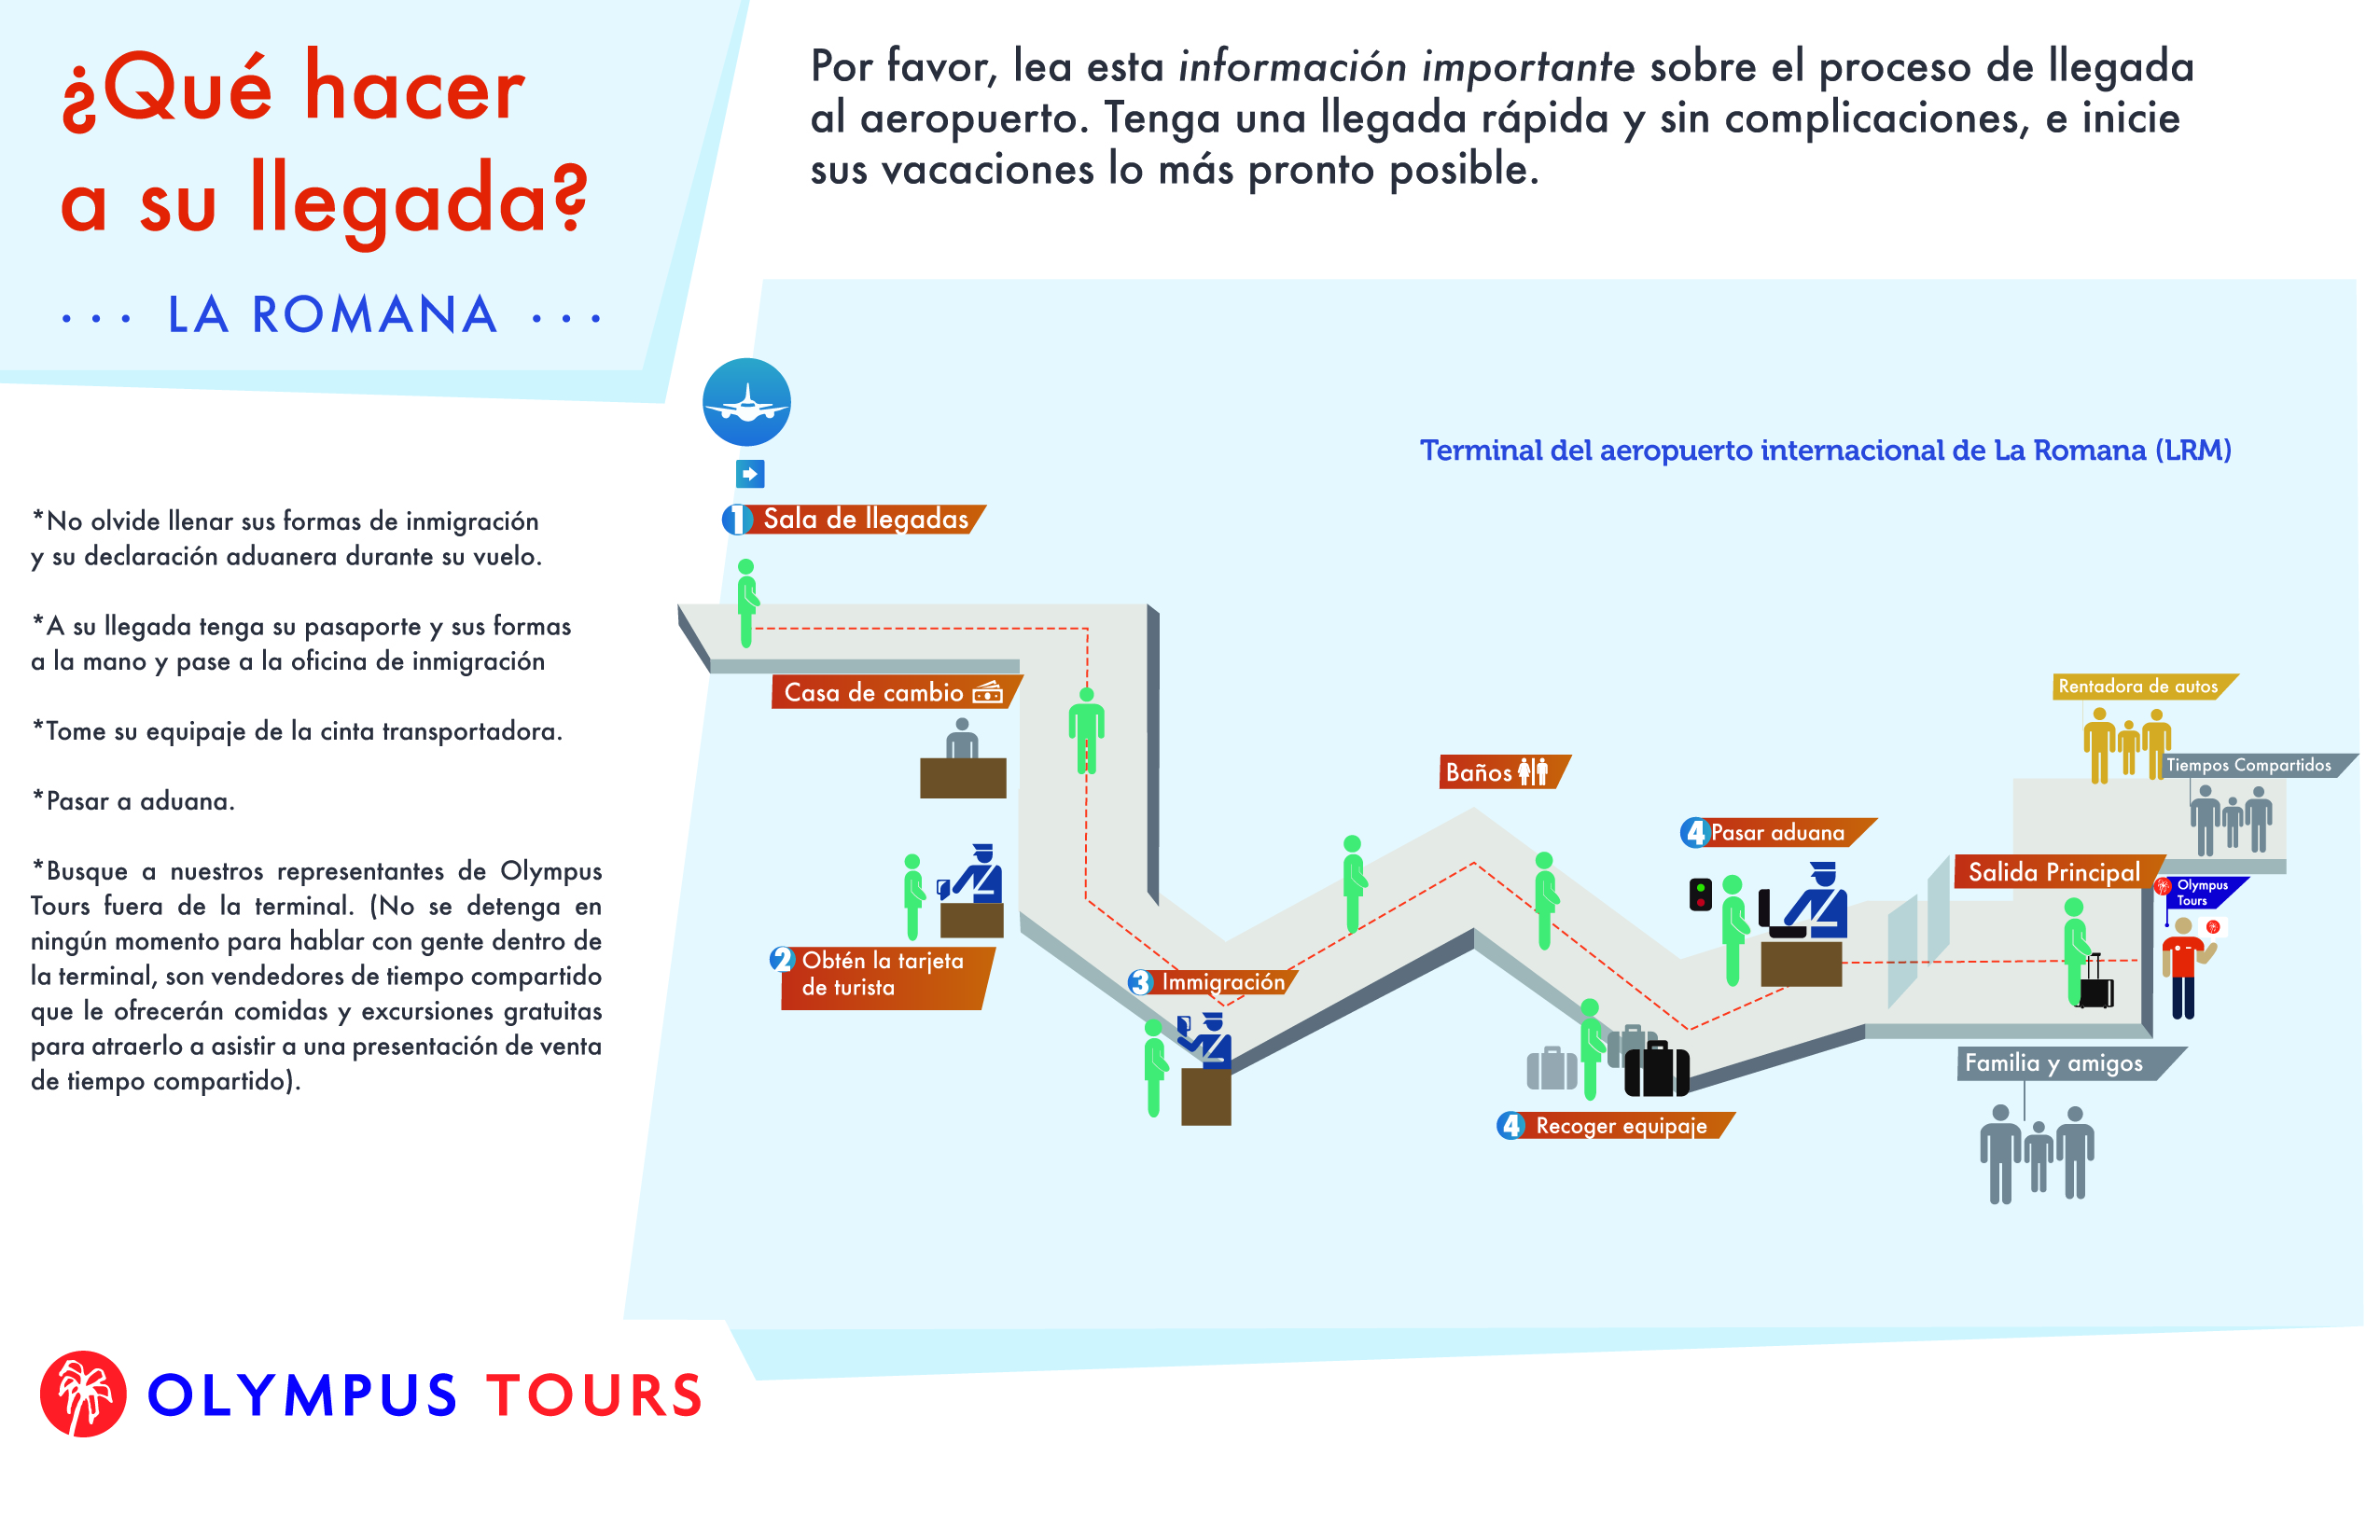 ¿Qué hacer
a su llegada?
... LA ROMANA ...
Por favor, lea esta información importante sobre el proceso de llegada
al aeropuerto. Tenga una llegada rápida y sin complicaciones, e inicie
sus vacaciones lo más pronto posible.
*No olvide llenar sus formas de inmigración
y su declaración aduanera durante su vuelo.
*A su llegada tenga su pasaporte y sus formas
a la mano y pase a la oficina de inmigración
*Tome su equipaje de la cinta transportadora.
*Pasar a aduana.
*Busque a nuestros representantes de Olympus
Tours fuera de la terminal. (No se detenga en
ningún momento para hablar con gente dentro de
la terminal, son vendedores de tiempo compartido
que le ofrecerán comidas y excursiones gratuitas
para atraerlo a asistir a una presentación de venta
de tiempo compartido).
Terminal del aeropuerto internacional de La Romana (LRM)
1 Sala de llegadas
Casa de cambio
2 Obtén la tarjeta
de turista
3 Immigración
Baños
4 Recoger equipaje
4 Pasar aduana
Salida Principal
Rentadora de autos
Tiempos Compartidos
Olympus
Tours
Familia y amigos
OLYMPUS TOURS